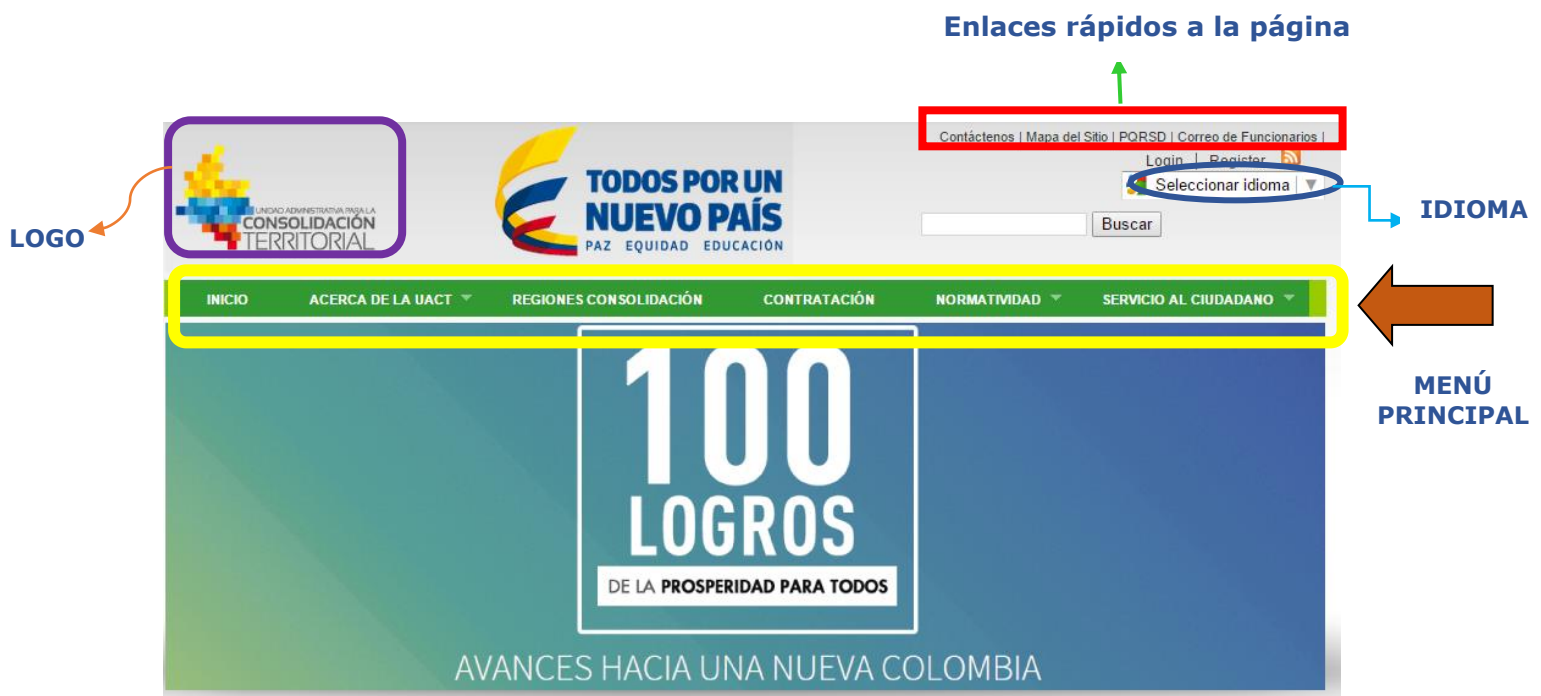 Enlaces rápidos a la página
Contáctenos | Mapa del Sitio | PQRSD | Correo de Funcionarios |
Login | Register
Seleccionar idioma | ▼
IDIOMA
Buscar
LOGO
UNIDAD ADMINISTRATIVA PARA LA
CONSOLIDACIÓN
TERRITORIAL
TODOS POR UN
NUEVO PAÍS
PAZ EQUIDAD EDUCACIÓN
INICIO ACERCA DE LA UACT REGIONES CONSOLIDACIÓN CONTRATACIÓN NORMATIVIDAD SERVICIO AL CIUDADANO
MENÚ
PRINCIPAL
100
LOGROS
DE LA PROSPERIDAD PARA TODOS
AVANCES HACIA UNA NUEVA COLOMBIA